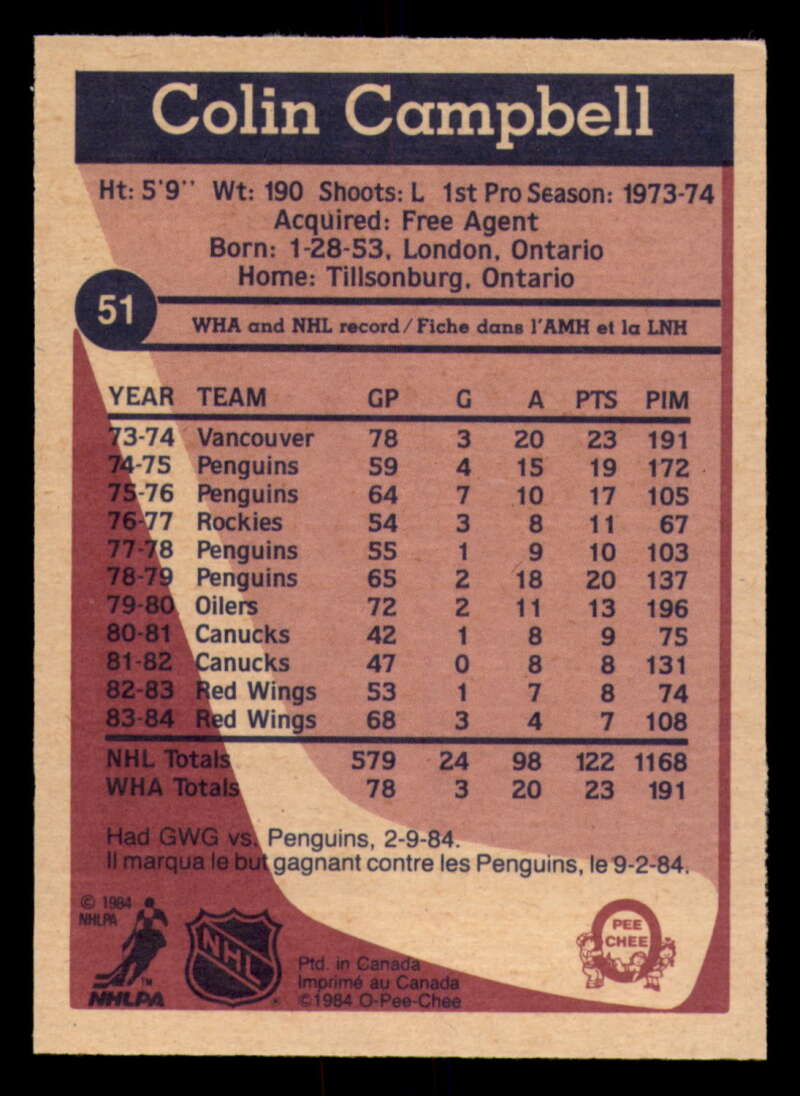 Colin Campbell
Ht: 5'9" Wt: 190 Shoots: L 1st Pro Season: 1973-74
Acquired: Free Agent
Born: 1-28-53, London, Ontario
Home: Tillsonburg, Ontario
51
WHA and NHL record/Fiche dans l'AMH et la LNH
YEAR TEAM GP G A PTS PIM
73-74 Vancouver 78 3 20 23 191
74-75 Penguins 59 4 15 19 172
75-76 Penguins 64 7 10 17 105
76-77 Rockies 54 3 8 11 67
77-78 Penguins 55 1 9 10 103
78-79 Penguins 65 2 18 20 137
79-80 Oilers 72 2 11 13 196
80-81 Canucks 42 1 8 9 75
81-82 Canucks 47 0 8 8 131
82-83 Red Wings 53 1 7 8 74
83-84 Red Wings 68 3 4 7 108
NHL Totals 579 24 98 122 1168
WHA Totals 78 3 20 23 191
Had GWG vs. Penguins, 2-9-84.
Il marqua le but gagnant contre les Penguins, le 9-2-84.
© 1984
NHLPA
NHLPA
TM
NHL
®
Ptd. in Canada
Imprimé au Canada
©1984 O-Pee-Chee
PEE
CHEE